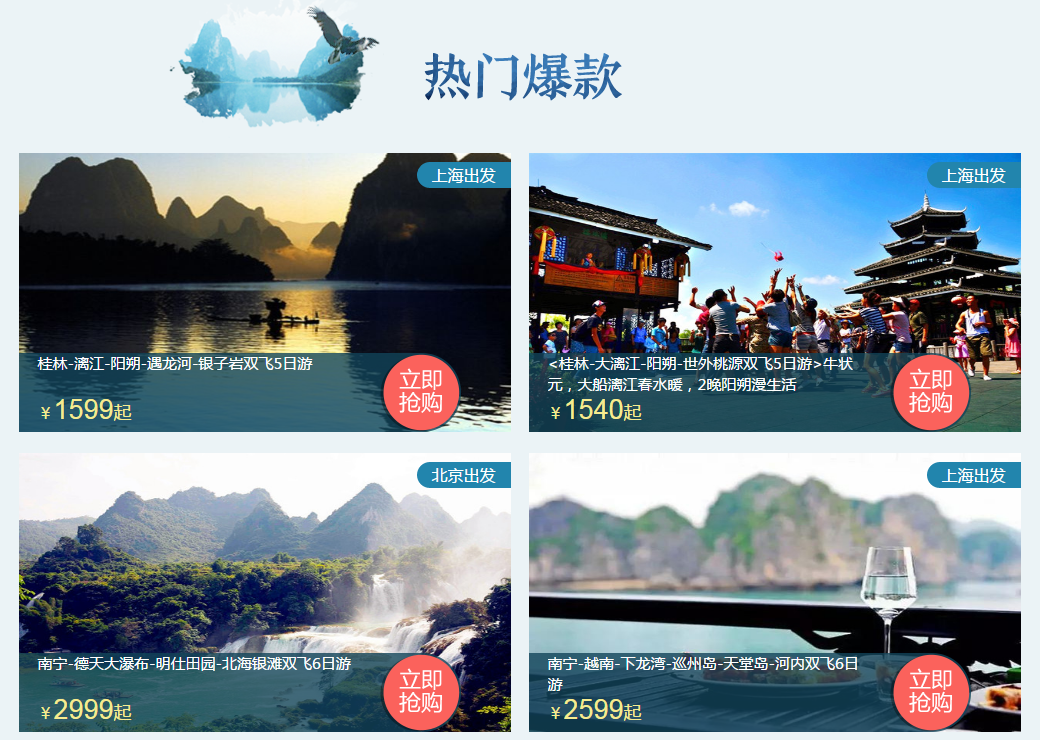 热门爆款
上海出发
桂林-漓江-阳朔-遇龙河-银子岩双飞5日游
￥1599起
立即
抢购
上海出发
<桂林-大漓江-阳朔-世外桃源双飞5日游>牛状
元，大船漓江春水暖，2晚阳朔漫生活
￥1540起
立即
抢购
北京出发
南宁-德天大瀑布-明仕田园-北海银滩双飞6日游
￥2999起
立即
抢购
上海出发
南宁-越南-下龙湾-巡州岛-天堂岛-河内双飞6日
游
￥2599起
立即
抢购